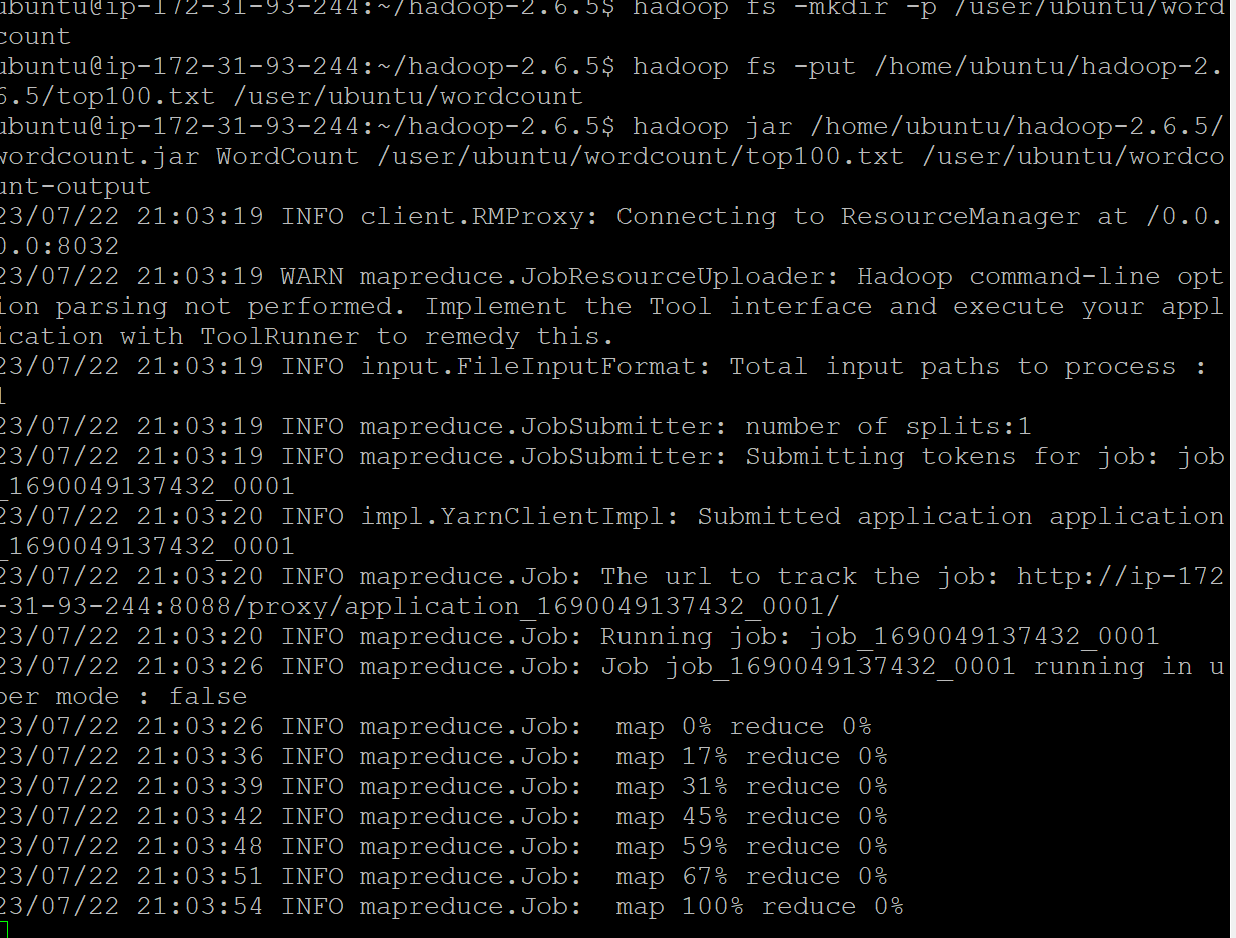 ubuntu@ip-172-31-93-244:~/hadoop-2.6.5$ hadoop fs -mkdir -p /user/ubuntu/word
count
ubuntu@ip-172-31-93-244:~/hadoop-2.6.5$ hadoop fs -put /home/ubuntu/hadoop-2.
6.5/top100.txt /user/ubuntu/wordcount
ubuntu@ip-172-31-93-244:~/hadoop-2.6.5$ hadoop jar /home/ubuntu/hadoop-2.6.5/
wordcount.jar WordCount /user/ubuntu/wordcount/top100.txt /user/ubuntu/wordco
unt-output
23/07/22 21:03:19 INFO client.RMProxy: Connecting to ResourceManager at /0.0.
0.0:8032
23/07/22 21:03:19 WARN mapreduce.JobResourceUploader: Hadoop command-line opt
ion parsing not performed. Implement the Tool interface and execute your appl
ication with ToolRunner to remedy this.
23/07/22 21:03:19 INFO input.FileInputFormat: Total input paths to process :
1
23/07/22 21:03:19 INFO mapreduce.JobSubmitter: number of splits:1
23/07/22 21:03:19 INFO mapreduce.JobSubmitter: Submitting tokens for job: job
_1690049137432_0001
23/07/22 21:03:20 INFO impl.YarnClientImpl: Submitted application application
_1690049137432_0001
23/07/22 21:03:20 INFO mapreduce.Job: The url to track the job: http://ip-172
-31-93-244:8088/proxy/application_1690049137432_0001/
23/07/22 21:03:20 INFO mapreduce.Job: Running job: job_1690049137432_0001
23/07/22 21:03:26 INFO mapreduce.Job: Job job_1690049137432_0001 running in u
ber mode : false
23/07/22 21:03:26 INFO mapreduce.Job:  map 0% reduce 0%
23/07/22 21:03:36 INFO mapreduce.Job:  map 17% reduce 0%
23/07/22 21:03:39 INFO mapreduce.Job:  map 31% reduce 0%
23/07/22 21:03:42 INFO mapreduce.Job:  map 45% reduce 0%
23/07/22 21:03:48 INFO mapreduce.Job:  map 59% reduce 0%
23/07/22 21:03:51 INFO mapreduce.Job:  map 67% reduce 0%
23/07/22 21:03:54 INFO mapreduce.Job:  map 100% reduce 0%